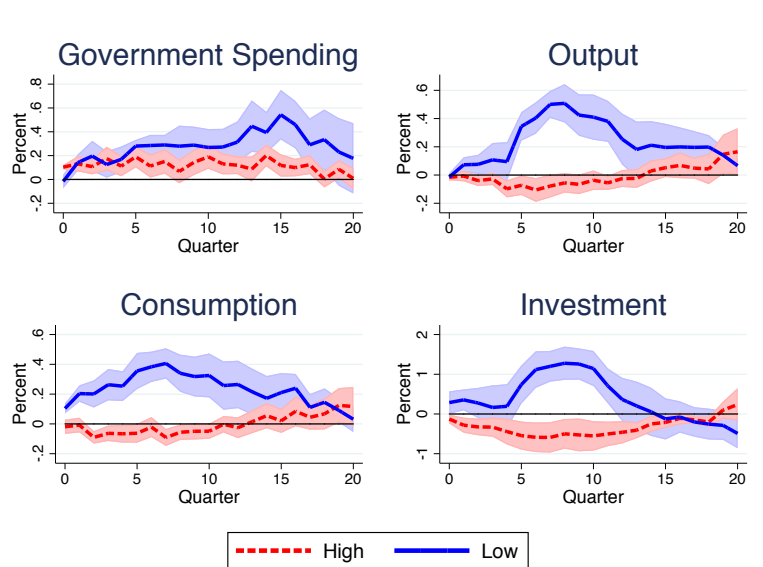 Government Spending
Percent
.8
.6
.4
.2
0
-.2
0 5 10 15 20
Quarter
Output
Percent
.6
.4
.2
0
-.2
0 5 10 15 20
Quarter
Consumption
Percent
.6
.4
.2
0
-.2
0 5 10 15 20
Quarter
Investment
Percent
2
1
0
-1
0 5 10 15 20
Quarter
High Low